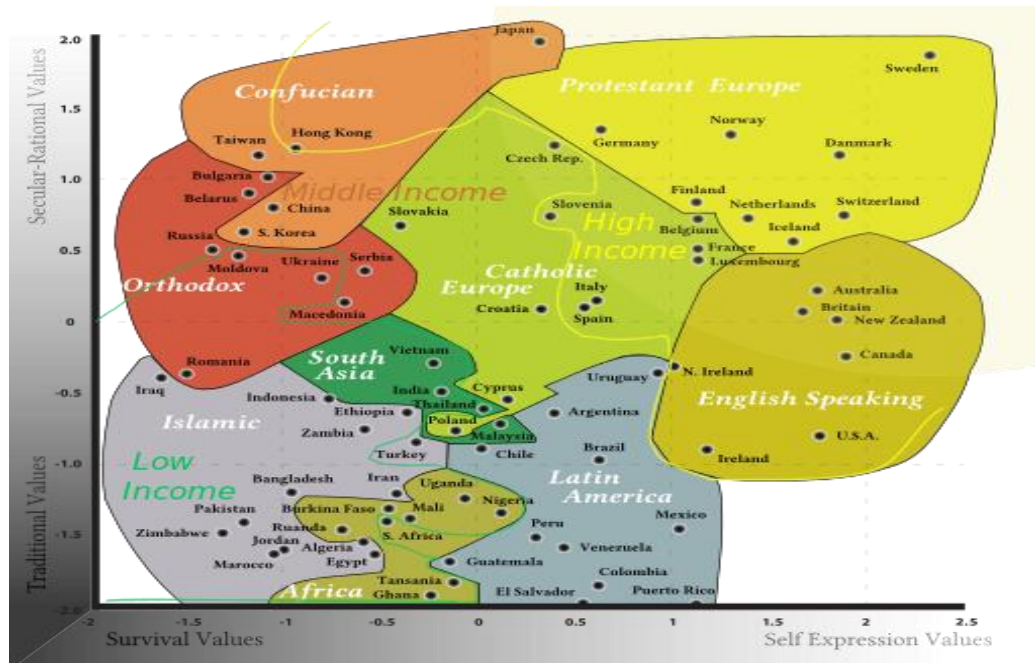 Secular-Rational Values
Traditional Values
2.0
1.5
1.0
0.5
0
-0.5
-1.0
-1.5
-2.0
Japan
Sweden
Confucian
Protestant Europe
Hong Kong
Taiwan
Germany
Norway
Denmark
Czech Rep.
Bulgaria
Belarus
Middle Income
China
Slovakia
Slovenia
Finland
Netherlands
Switzerland
High
Income
Belgium
Iceland
Russia
S. Korea
France
Moldova
Ukraine
Serbia
Luxembourg
Orthodox
Catholic
Europe
Italy
Australia
Macedonia
Croatia
Spain
Britain
New Zealand
Romania
South
Asia
Vietnam
Canada
Iraq
Indonesia
India
Cyprus
Uruguay
N. Ireland
English Speaking
Islamic
Ethiopia
Thailand
Argentina
Zambia
Poland
Malaysia
U.S.A.
Turkey
Chile
Brazil
Ireland
Low
Income
Bangladesh
Iran
Uganda
Latin
America
Pakistan
Burkina Faso
Mali
Nigeria
Mexico
Zimbabwe
Ruanda
S. Africa
Peru
Jordan
Algeria
Venezuela
Marocco
Egypt
Guatemala
Colombia
Africa
Tansania
Ghana
El Salvador
Puerto Rico
-2
-1.5
-1
-0.5
0
0.5
1
1.5
2
2.5
Survival Values
Self Expression Values